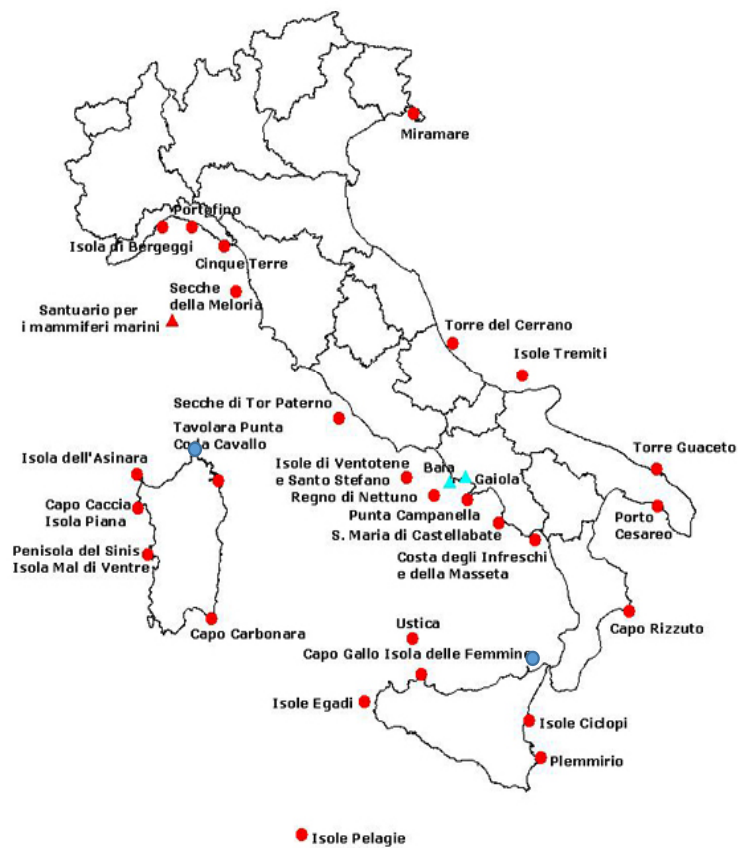 Miramare
Portofino
Isola di Bergeggi
Cinque Terre
Secche
della Meloria
Santuario per
i mammiferi marini
Torre del Cerrano
Isole Tremiti
Secche di Tor Paterno
Tavolara Punta
Coda Cavallo
Isola dell'Asinara
Isole di Ventotene
e Santo Stefano
Baia
Gaiola
Torre Guaceto
Regno di Nettuno
Capo Caccia
Isola Piana
Punta Campanella
Porto
Cesareo
S. Maria di Castellabate
Penisola del Sinis
Isola Mal di Ventre
Costa degli Infreschi
e della Masseta
Capo Carbonara
Ustica
Capo Rizzuto
Capo Gallo Isola delle Femmine
Isole Egadi
Isole Ciclopi
Plemmirio
Isole Pelagie